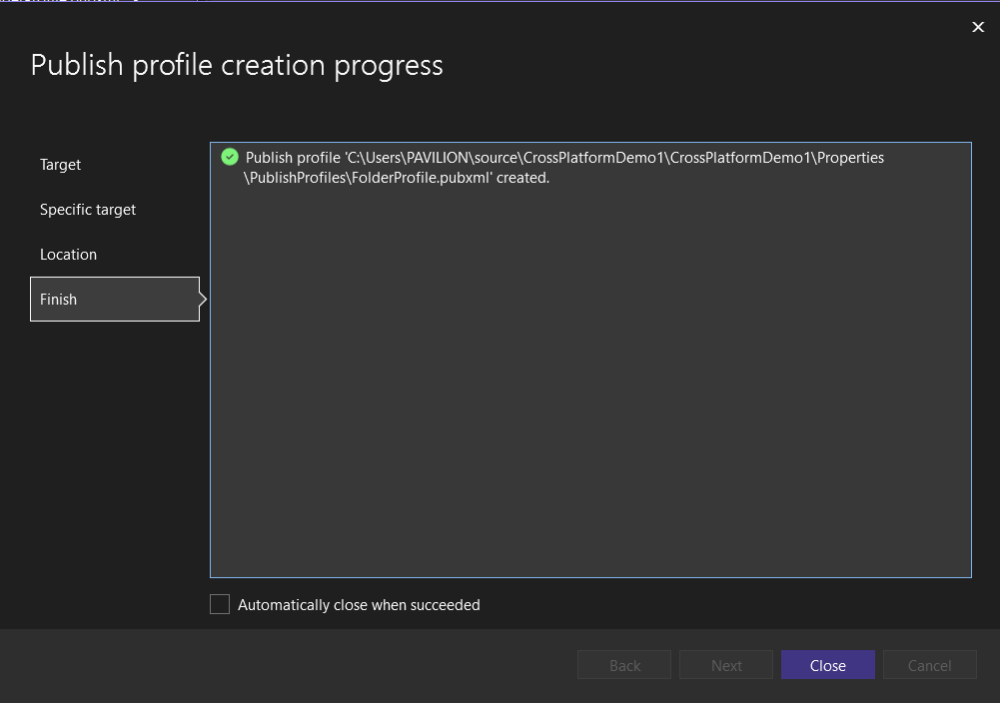 Publish profile creation progress
Target
Specific target
Location
Finish
Publish profile 'C:\Users\PAVILION\source\CrossPlatformDemo1\CrossPlatformDemo1\Properties
\PublishProfiles\FolderProfile.pubxml' created.
Automatically close when succeeded
Back
Next
Close
Cancel